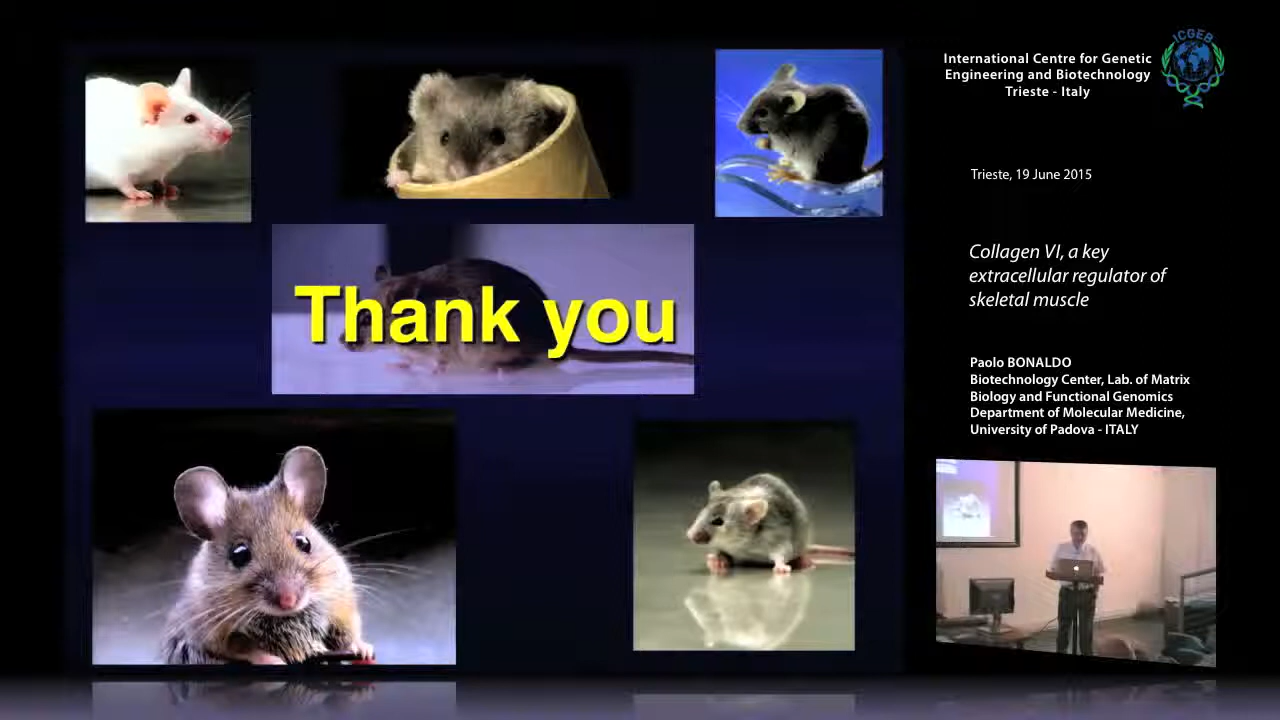 Thank you
ICGEB
International Centre for Genetic
Engineering and Biotechnology
Trieste - Italy
Trieste, 19 June 2015
Collagen VI, a key
extracellular regulator of
skeletal muscle
Paolo BONALDO
Biotechnology Center, Lab. of Matrix
Biology and Functional Genomics
Department of Molecular Medicine,
University of Padova - ITALY